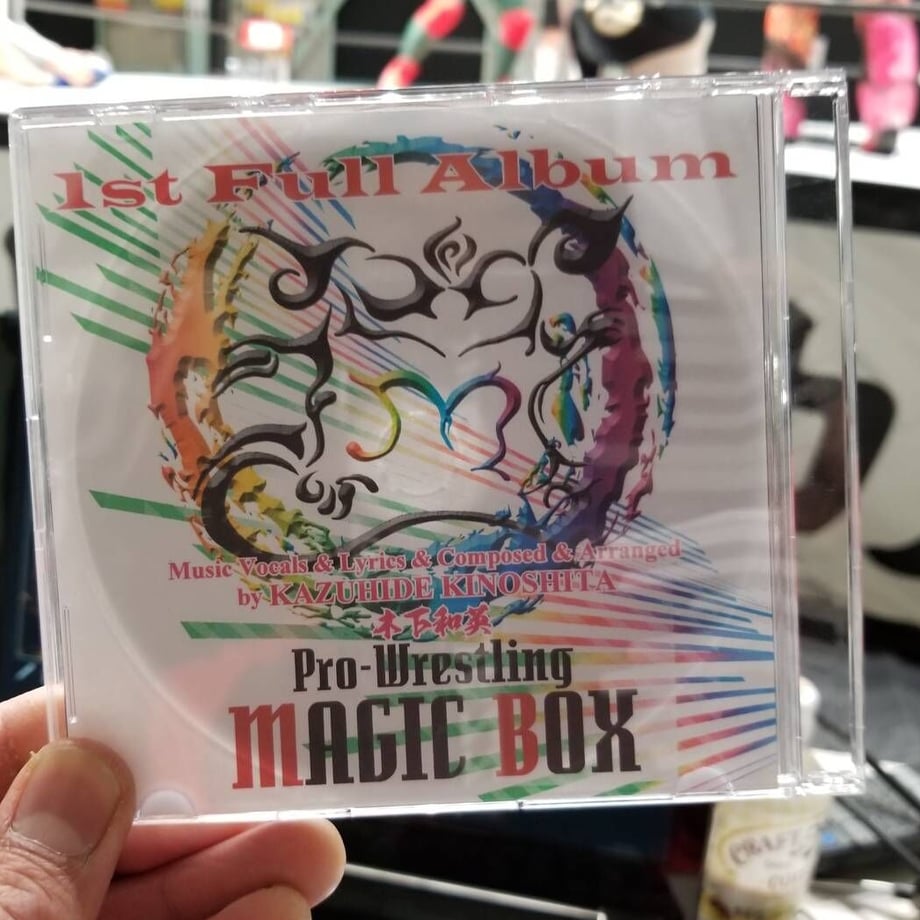 1st Full Album
Music Vocals & Lyrics & Composed & Arranged
by KAZUHIDE KINOSHITA
木下和英
Pro-Wrestling
MAGIC BOX
CRAFT